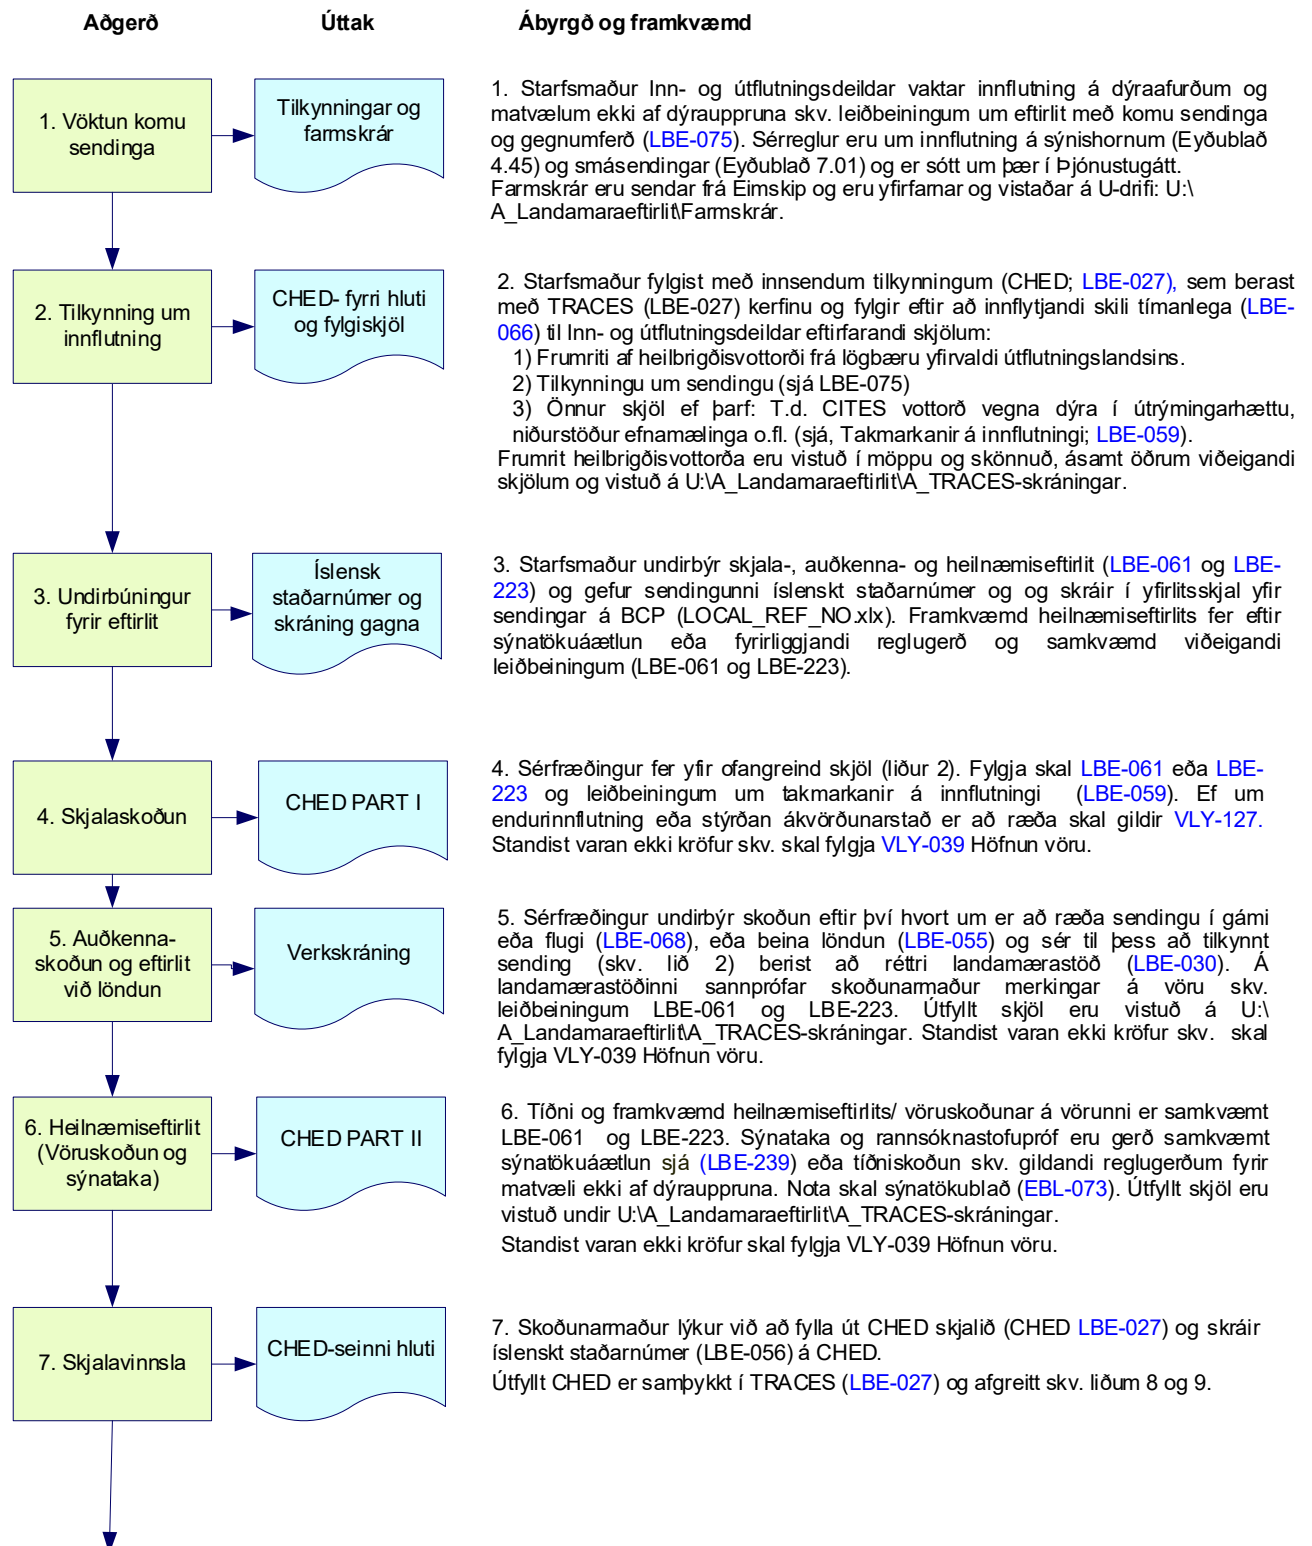 Aðgerð
Úttak
Ábyrgð og framkvæmd
1. Vöktun komu
sendinga
Tilkynningar og
farmskrár
1. Starfsmaður Inn- og útflutningsdeildar vaktar innflutning á dýraafurðum og
matvælum ekki af dýrauppruna skv. leiðbeiningum um eftirlit með komu sendinga
og gegnumferð (LBE-075). Sérreglur eru um innflutning á sýnishornum (Eyðublað
4.45) og smásendingar (Eyðublað 7.01) og er sótt um þær í Þjónustugátt.
Farmskrár eru sendar frá Eimskip og eru yfirfarnar og vistaðar á U-drifi: U:\
A_Landamaraeftirlit\Farmskrár.
2. Tilkynning um
innflutning
CHED- fyrri hluti
og fylgiskjöl
2. Starfsmaður fylgist með innsendum tilkynningum (CHED; LBE-027), sem berast
með TRACES (LBE-027) kerfinu og fylgir eftir að innflytjandi skili tímanlega (LBE-
066) til Inn- og útflutningsdeildar eftirfarandi skjölum:
1) Frumriti af heilbrigðisvottorði frá lögbæru yfirvaldi útflutningslandsins.
2) Tilkynningu um sendingu (sjá LBE-075)
3) Önnur skjöl ef þarf: T.d. CITES vottorð vegna dýra í útrýmingarhættu,
niðurstöður efnamælinga o.fl. (sjá, Takmarkanir á innflutningi; LBE-059).
Frumrit heilbrigðisvottorða eru vistuð í möppu og skönnuð, ásamt öðrum viðeigandi
skjölum og vistuð á U:\A_Landamaraeftirlit\A_TRACES-skráningar.
3. Undirbúningur
fyrir eftirlit
Íslensk
staðarnúmer og
skráning gagna
3. Starfsmaður undirbýr skjala-, auðkenna- og heilnæmiseftirlit (LBE-061 og LBE-
223) og gefur sendingunni íslenskt staðarnúmer og og skráir í yfirlitsskjal yfir
sendingar á BCP (LOCAL_REF_NO.xlx). Framkvæmd heilnæmiseftirlits fer eftir
sýnatökuáætlun eða fyrirliggjandi reglugerð og samkvæmd viðeigandi
leiðbeiningum (LBE-061 og LBE-223).
4. Skjalaskoðun
CHED PART I
4. Sérfræðingur fer yfir ofangreind skjöl (liður 2). Fylgja skal LBE-061 eða LBE-
223 og leiðbeiningum um takmarkanir á innflutningi (LBE-059). Ef um
endurinnflutning eða stýrðan ákvörðunarstað er að ræða skal gildir VLY-127.
Standist varan ekki kröfur skv. skal fylgja VLY-039 Höfnun vöru.
5. Auðkenna-
skoðun og eftirlit
við löndun
Verkskráning
5. Sérfræðingur undirbýr skoðun eftir því hvort um er að ræða sendingu í gámi
eða flugi (LBE-068), eða beina löndun (LBE-055) og sér til þess að tilkynnt
sending (skv. lið 2) berist að réttri landamærastöð (LBE-030). Á
landamærastöðinni sannprófar skoðunarmaður merkingar á vöru skv.
leiðbeiningum LBE-061 og LBE-223. Útfyllt skjöl eru vistuð á U:\
A_Landamaraeftirlit\A_TRACES-skráningar. Standist varan ekki kröfur skv. skal
fylgja VLY-039 Höfnun vöru.
6. Heilnæmiseftirlit
(Vöruskoðun og
sýnataka)
CHED PART II
6. Tíðni og framkvæmd heilnæmiseftirlits/ vöruskoðunar á vörunni er samkvæmt
LBE-061 og LBE-223. Sýnataka og rannsóknastofupróf eru gerð samkvæmt
sýnatökuáætlun sjá (LBE-239) eða tíðniskoðun skv. gildandi reglugerðum fyrir
matvæli ekki af dýrauppruna. Nota skal sýnatökublað (EBL-073). Útfyllt skjöl eru
vistuð undir U:\A_Landamaraeftirlit\A_TRACES-skráningar.
Standist varan ekki kröfur skal fylgja VLY-039 Höfnun vöru.
7. Skjalavinnsla
CHED-seinni hluti
7. Skoðunarmaður lýkur við að fylla út CHED skjalið (CHED LBE-027) og skráir
íslenskt staðarnúmer (LBE-056) á CHED.
Útfyllt CHED er samþykkt í TRACES (LBE-027) og afgreitt skv. liðum 8 og 9.